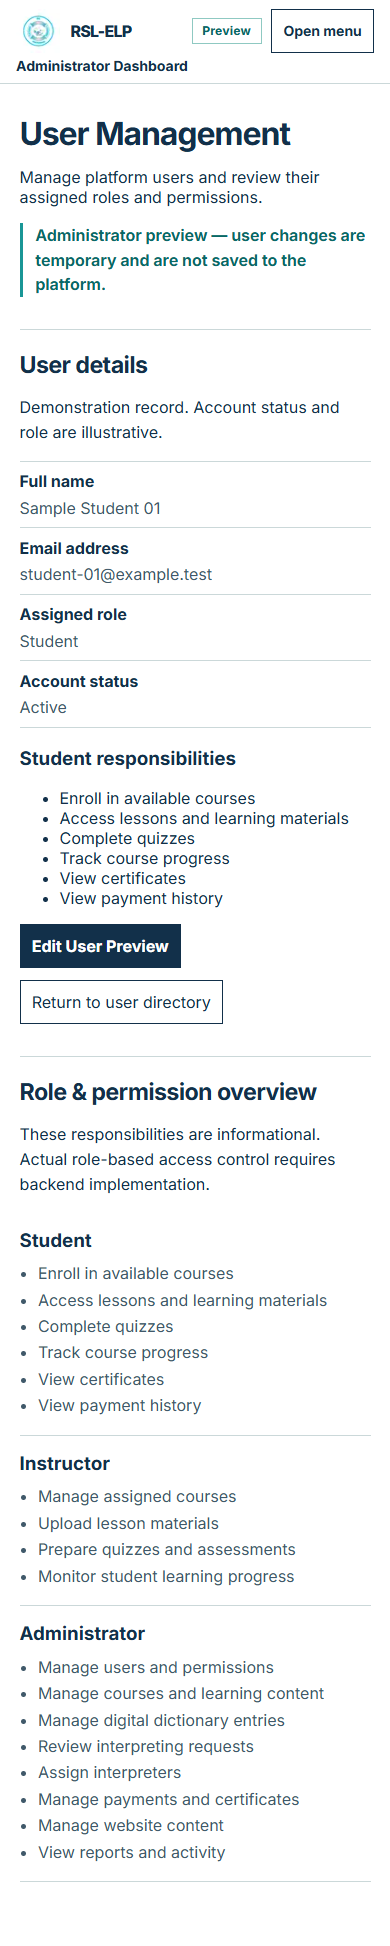 RSL-ELP
Preview
Open menu
Administrator Dashboard
User Management
Manage platform users and review their
assigned roles and permissions.
Administrator preview — user changes are
temporary and are not saved to the
platform.
User details
Demonstration record. Account status and
role are illustrative.
Full name
Sample Student 01
Email address
student-01@example.test
Assigned role
Student
Account status
Active
Student responsibilities
• Enroll in available courses
• Access lessons and learning materials
• Complete quizzes
• Track course progress
• View certificates
• View payment history
Edit User Preview
Return to user directory
Role & permission overview
These responsibilities are informational.
Actual role-based access control requires
backend implementation.
Student
• Enroll in available courses
• Access lessons and learning materials
• Complete quizzes
• Track course progress
• View certificates
• View payment history
Instructor
• Manage assigned courses
• Upload lesson materials
• Prepare quizzes and assessments
• Monitor student learning progress
Administrator
• Manage users and permissions
• Manage courses and learning content
• Manage digital dictionary entries
• Review interpreting requests
• Assign interpreters
• Manage payments and certificates
• Manage website content
• View reports and activity